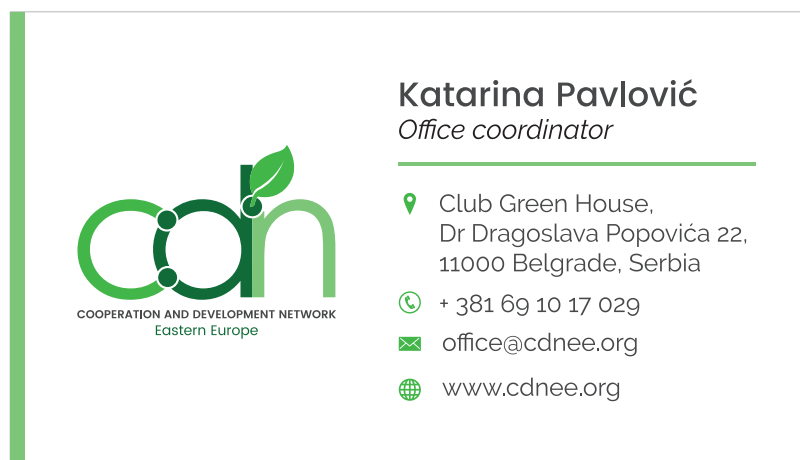 cdn
COOPERATION AND DEVELOPMENT NETWORK
Eastern Europe
Katarina Pavlović
Office coordinator
Club Green House,
Dr Dragoslava Popovića 22,
11000 Belgrade, Serbia
+ 381 69 10 17 029
office@cdnee.org
www.cdnee.org